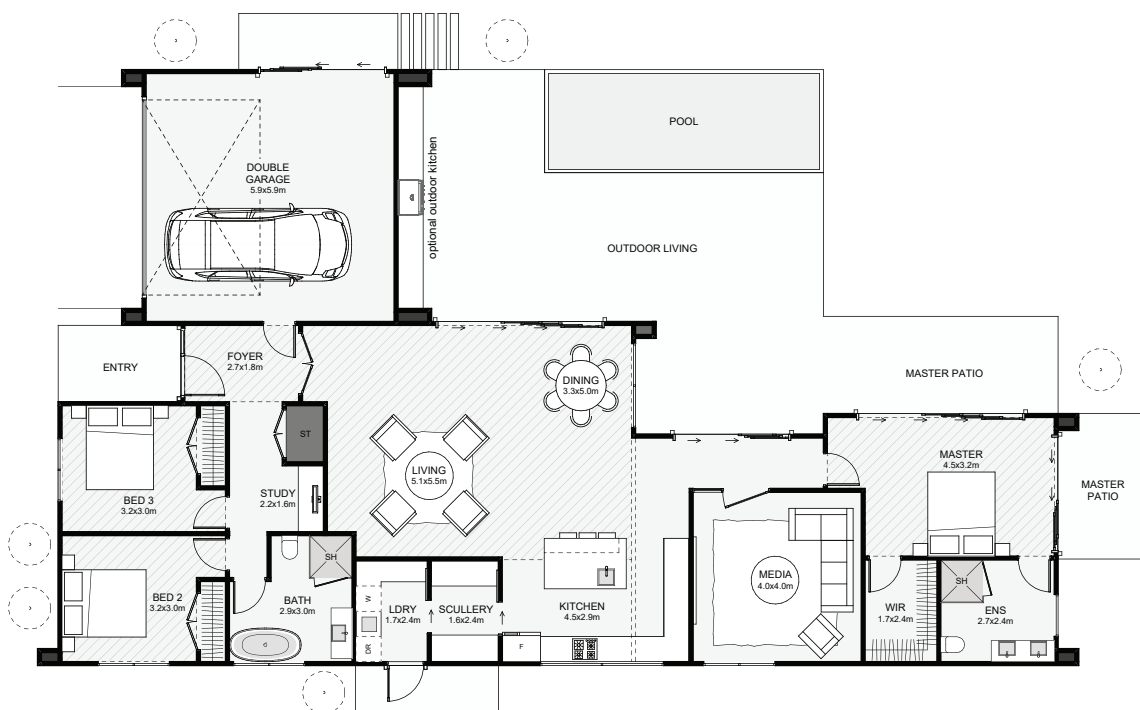 POOL
DOUBLE
GARAGE
5.9x5.9m
optional outdoor kitchen
OUTDOOR LIVING
ENTRY
FOYER
2.7x1.8m
DINING
3.3x5.0m
MASTER PATIO
ST
BED 3
3.2x3.0m
STUDY
2.2x1.6m
LIVING
5.1x5.5m
MASTER
4.5x3.2m
MASTER
PATIO
SH
BED 2
3.2x3.0m
BATH
2.9x3.0m
W
DR
LDRY
1.7x2.4m
SCULLERY
1.6x2.4m
KITCHEN
4.5x2.9m
F
MEDIA
4.0x4.0m
WIR
1.7x2.4m
SH
ENS
2.7x2.4m